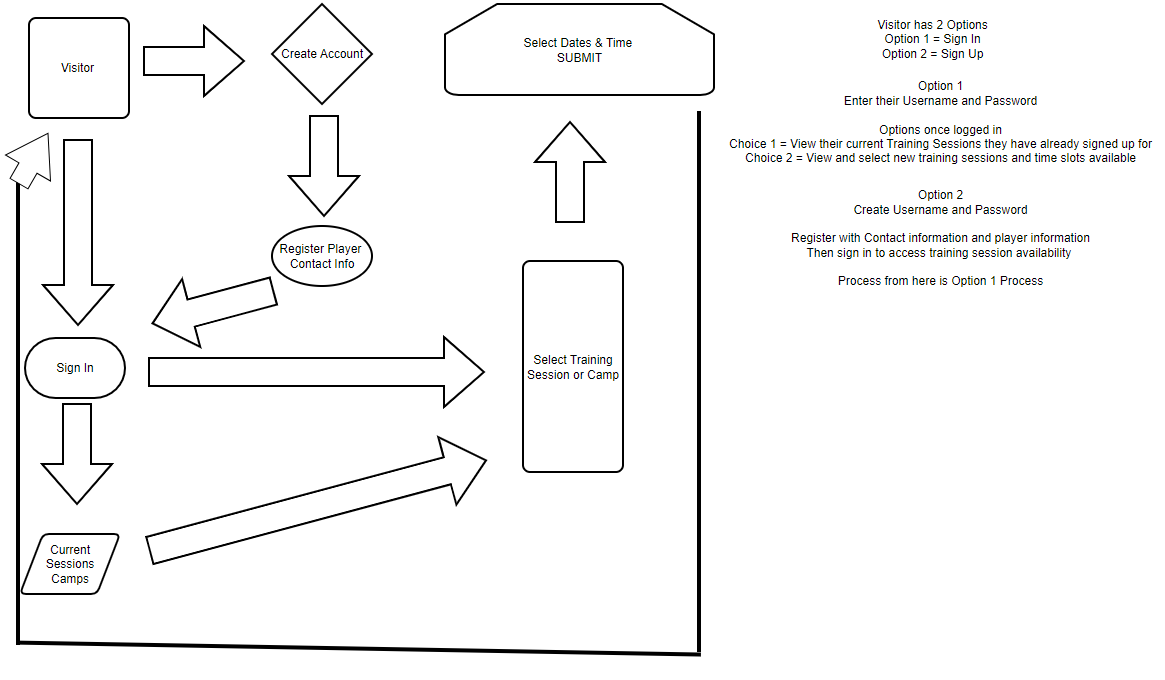 Visitor
Create Account
Select Dates & Time
SUBMIT
Register Player
Contact Info
Sign In
Select Training
Session or Camp
Current
Sessions
Camps
Visitor has 2 Options
Option 1 = Sign In
Option 2 = Sign Up
Option 1
Enter their Username and Password
Options once logged in
Choice 1 = View their current Training Sessions they have already signed up for
Choice 2 = View and select new training sessions and time slots available
Option 2
Create Username and Password
Register with Contact information and player information
Then sign in to access training session availability
Process from here is Option 1 Process